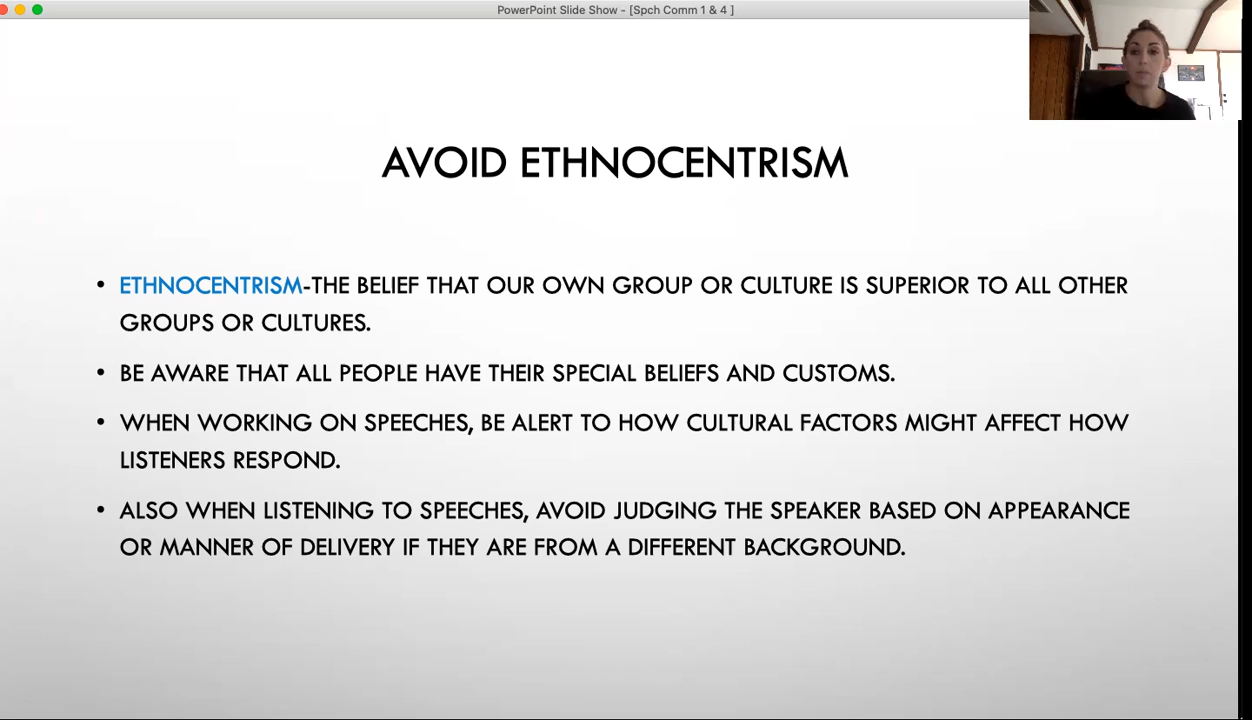 PowerPoint Slide Show - [Spch Comm 1 & 4 ]
AVOID ETHNOCENTRISM
• ETHNOCENTRISM-THE BELIEF THAT OUR OWN GROUP OR CULTURE IS SUPERIOR TO ALL OTHER
GROUPS OR CULTURES.
• BE AWARE THAT ALL PEOPLE HAVE THEIR SPECIAL BELIEFS AND CUSTOMS.
• WHEN WORKING ON SPEECHES, BE ALERT TO HOW CULTURAL FACTORS MIGHT AFFECT HOW
LISTENERS RESPOND.
• ALSO WHEN LISTENING TO SPEECHES, AVOID JUDGING THE SPEAKER BASED ON APPEARANCE
OR MANNER OF DELIVERY IF THEY ARE FROM A DIFFERENT BACKGROUND.